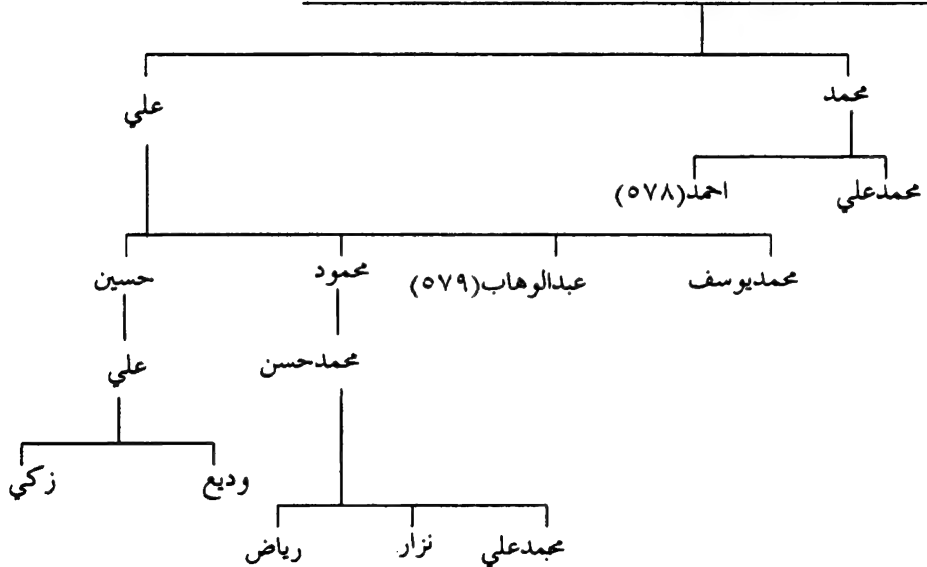 محمد
علي
محمدعلي
احمد(٥٧٨)
محمديوسف
عبدالوهاب(٥٧٩)
محمود
حسين
محمدحسن
علي
وديع
زكي
محمدعلي
نزار
رياض